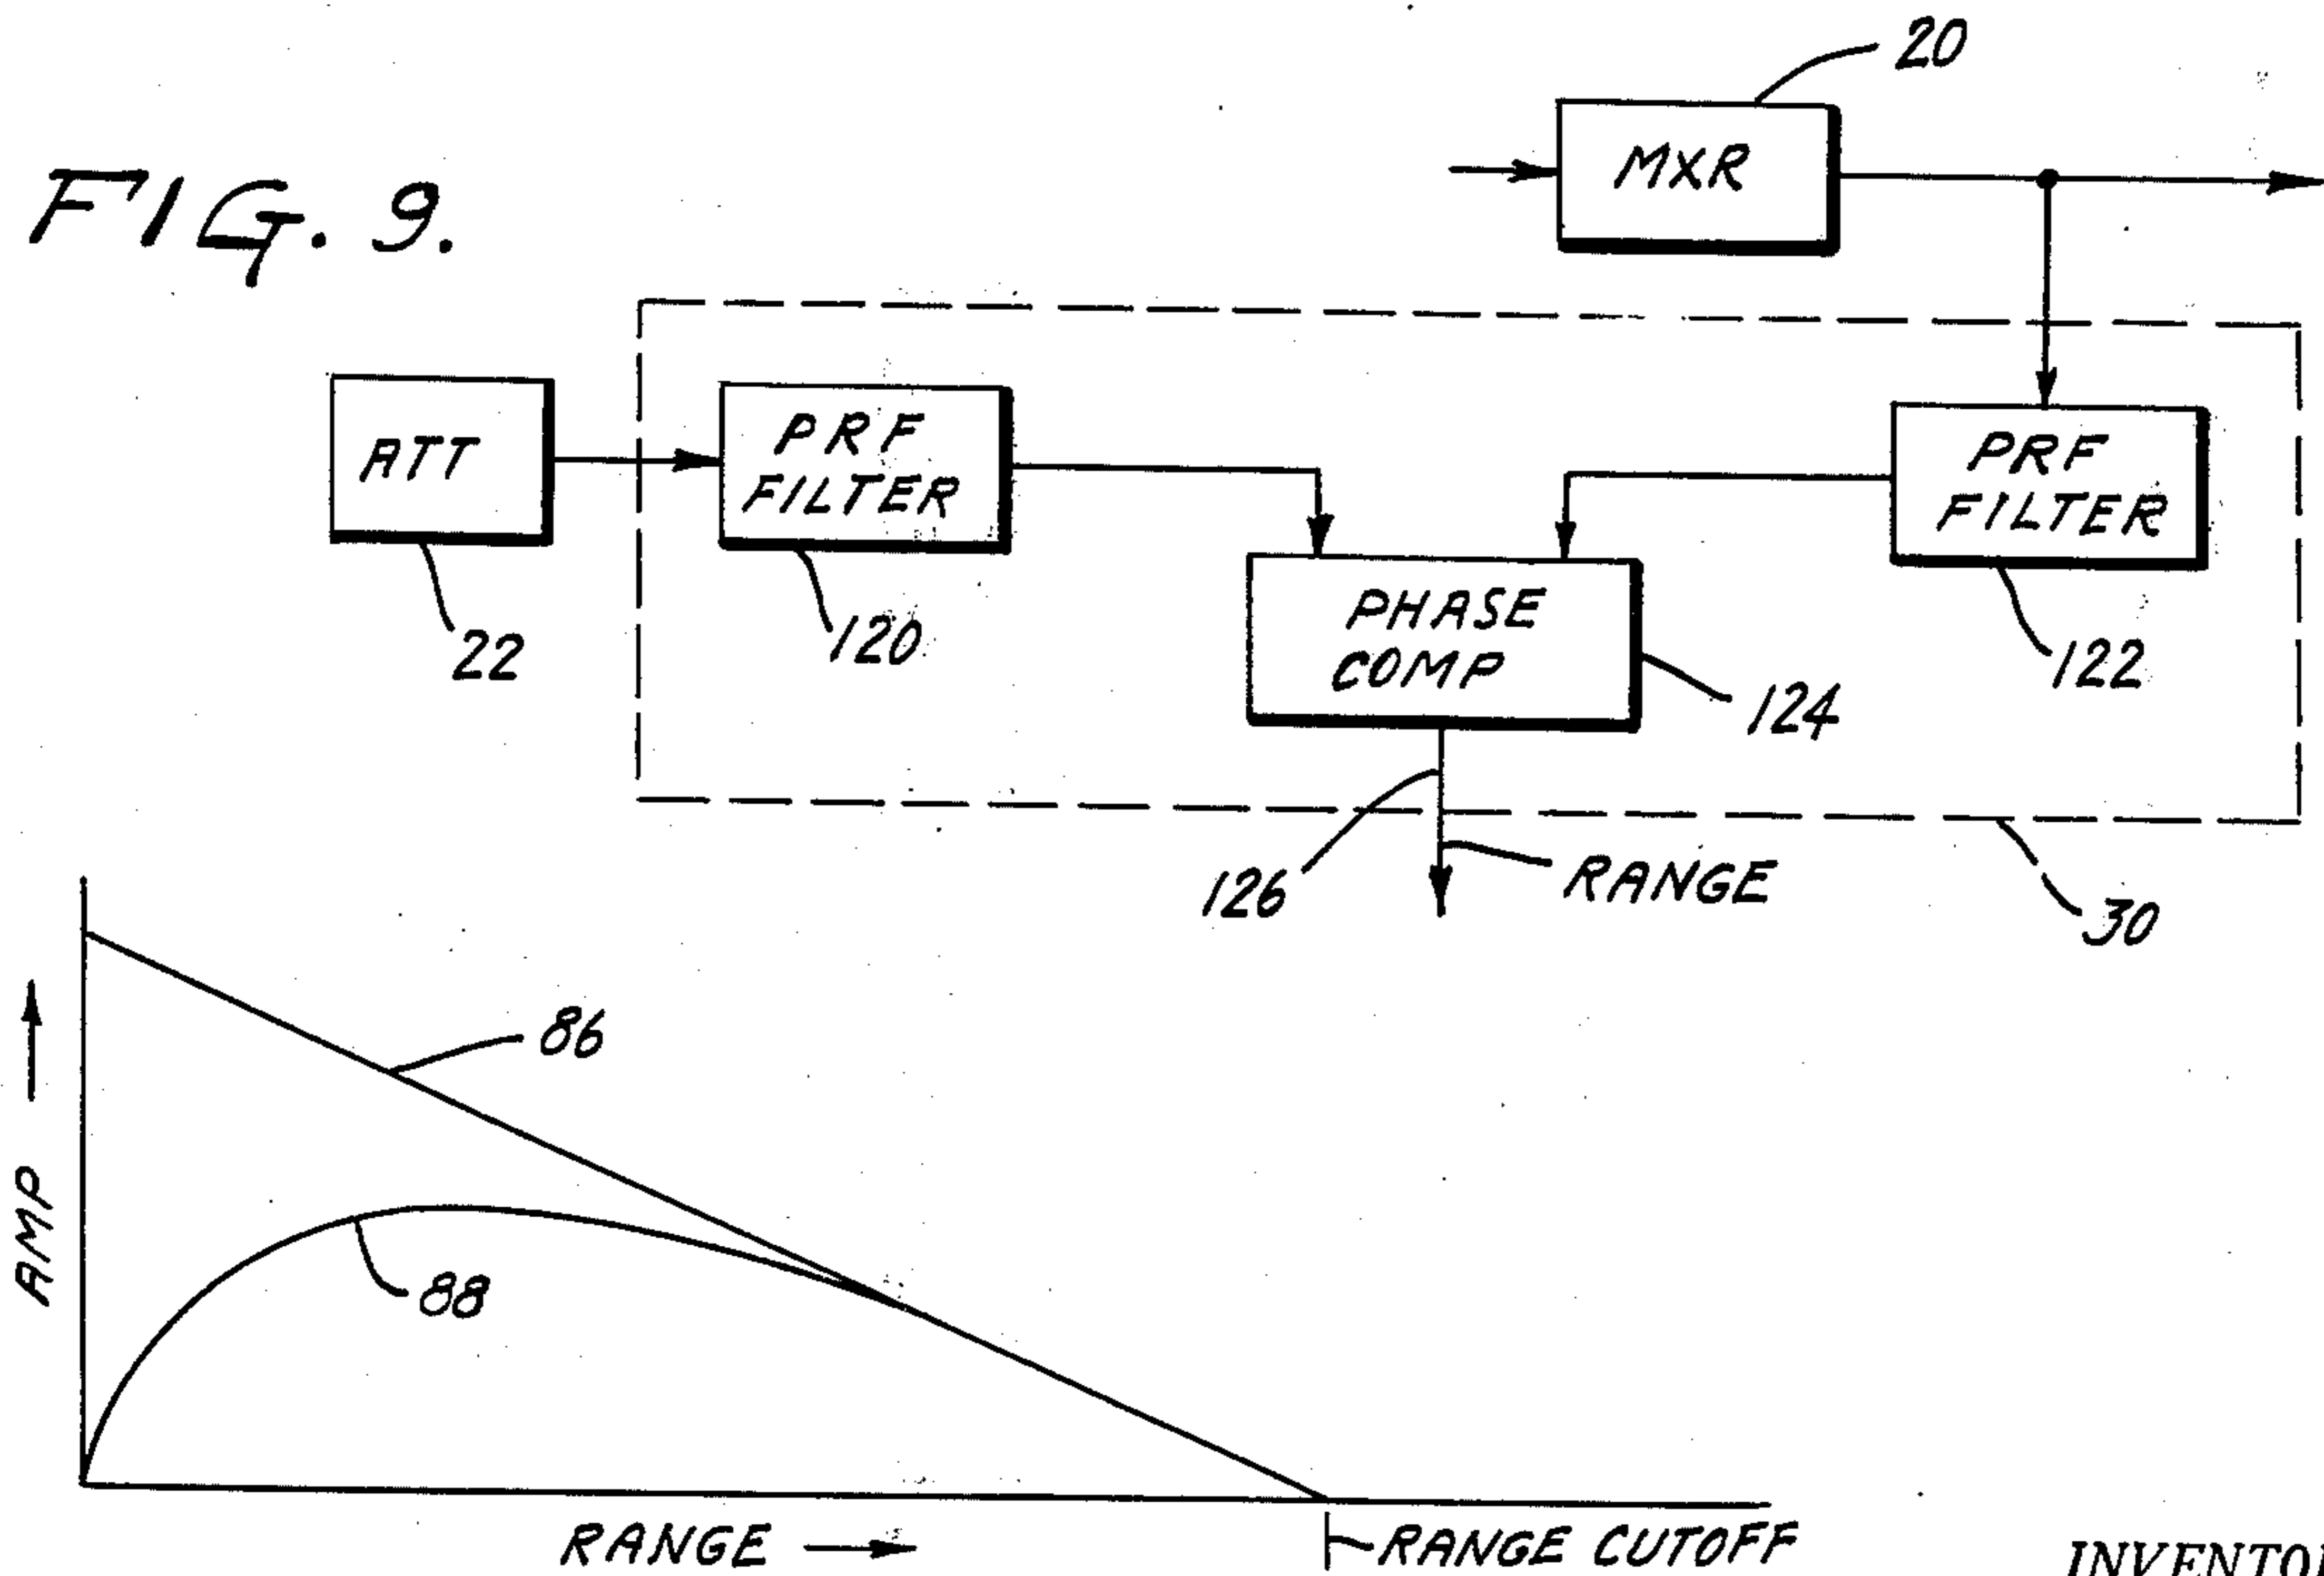 FIG. 9.
20
MXR
ATT
22
PRF
FILTER
120
PHASE
COMP
124
PRF
FILTER
122
126
RANGE
30
AMP
86
88
RANGE
RANGE CUTOFF